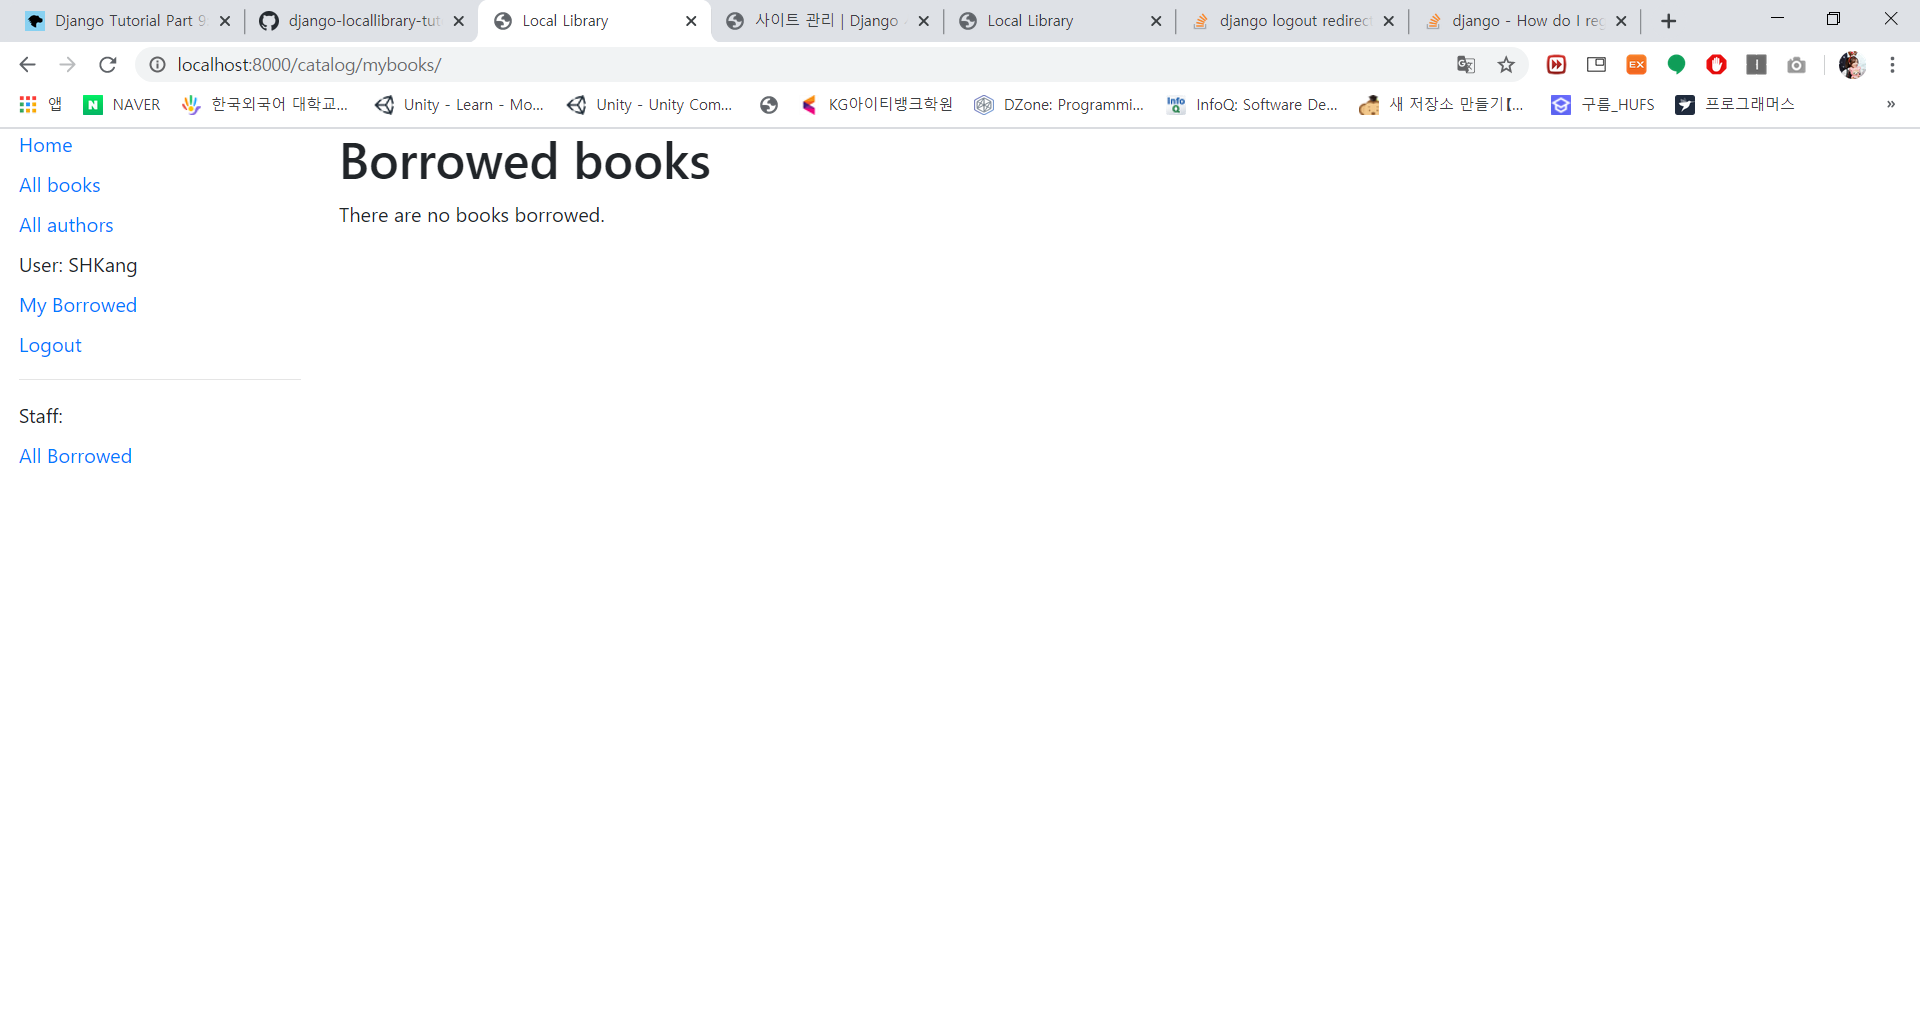 Django Tutorial Part 9
django-locallibrary-tut
Local Library
사이트 관리 | Django
Local Library
django logout redirect
django - How do I reg
localhost:8000/catalog/mybooks/
EX
앱
NAVER
한국외국어 대학교...
Unity - Learn - Mo...
Unity - Unity Com...
KG아이티뱅크학원
DZone: Programmi...
InfoQ: Software De...
새 저장소 만들기【...
구름_HUFS
프로그래머스
»
Home
All books
All authors
User: SHKang
My Borrowed
Logout
Staff:
All Borrowed
Borrowed books
There are no books borrowed.